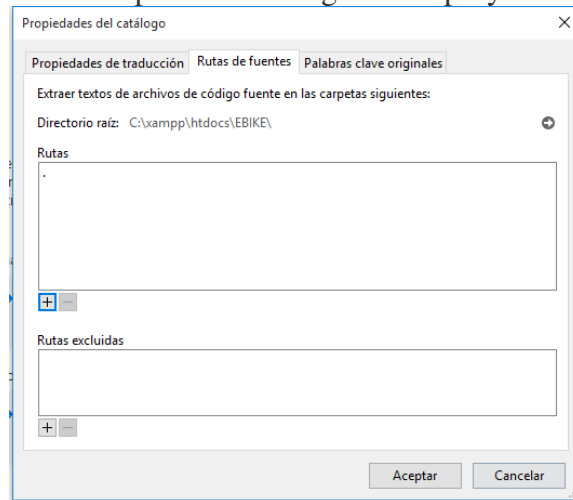 Propiedades del catálogo
Propiedades de traducción Rutas de fuentes Palabras clave originales
Extraer textos de archivos de código fuente en las carpetas siguientes:
Directorio raíz: C:\xampp\htdocs\EBIKE\
Rutas
.
Rutas excluidas
Aceptar Cancelar